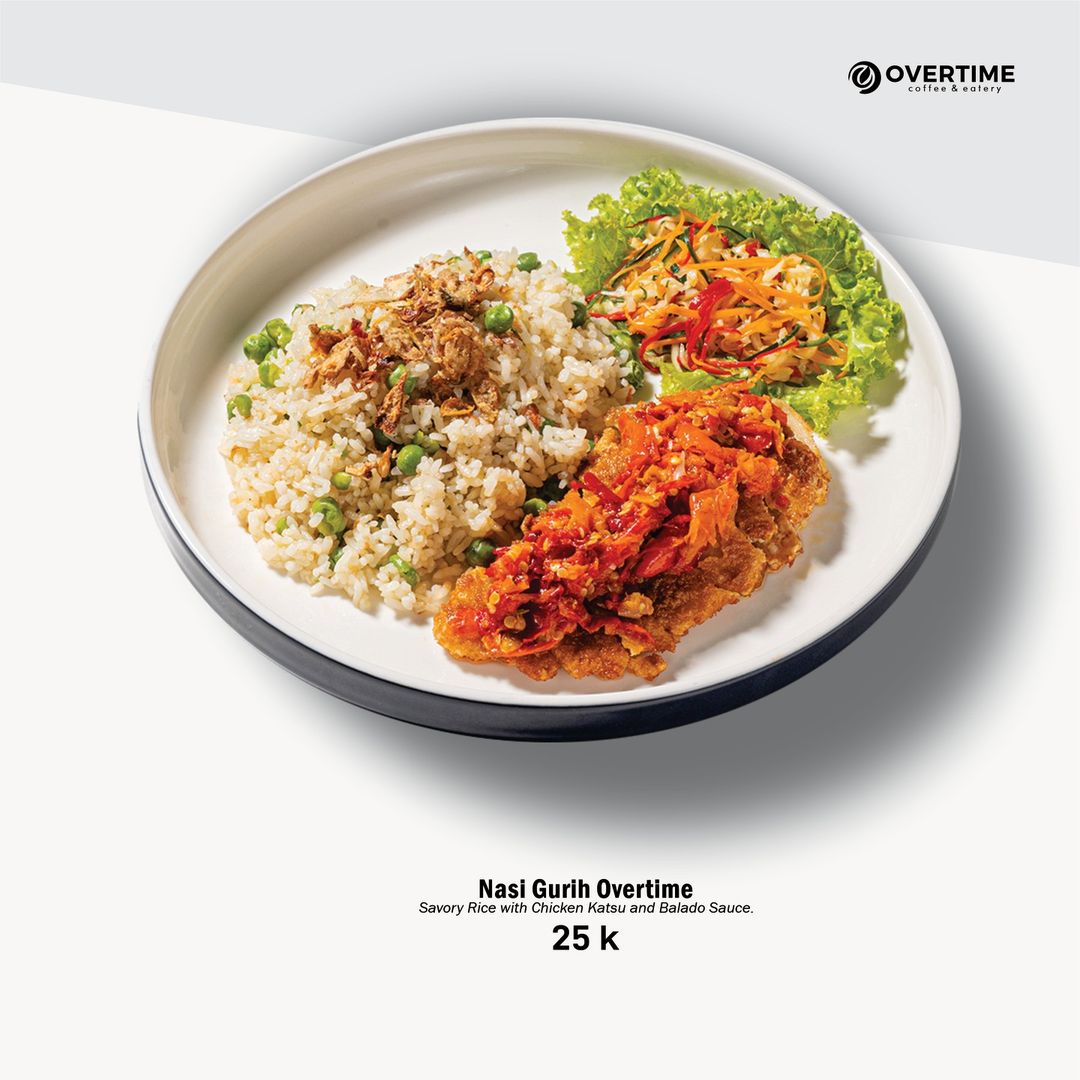 OVERTIME
coffee & eatery
Nasi Gurih Overtime
Savory Rice with Chicken Katsu and Balado Sauce.
25 k